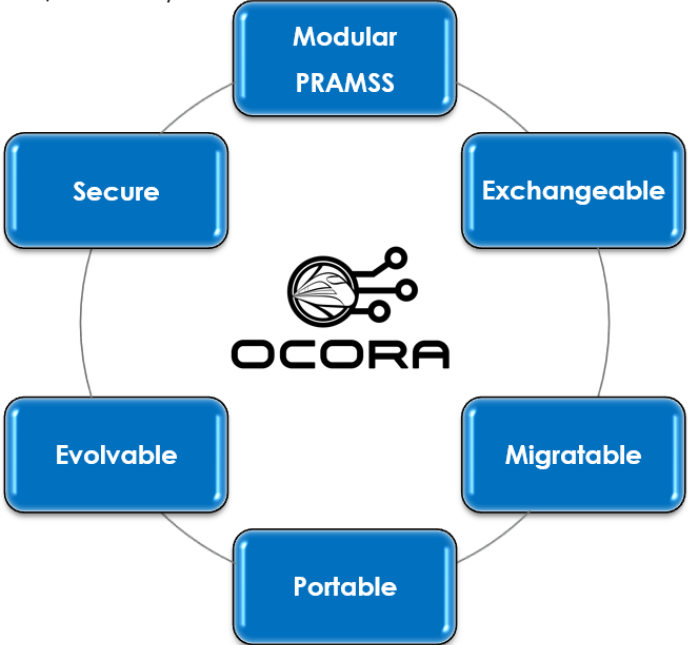 Modular
PRAMSS
Secure
Exchangeable
OCORA
Evolvable
Migratable
Portable